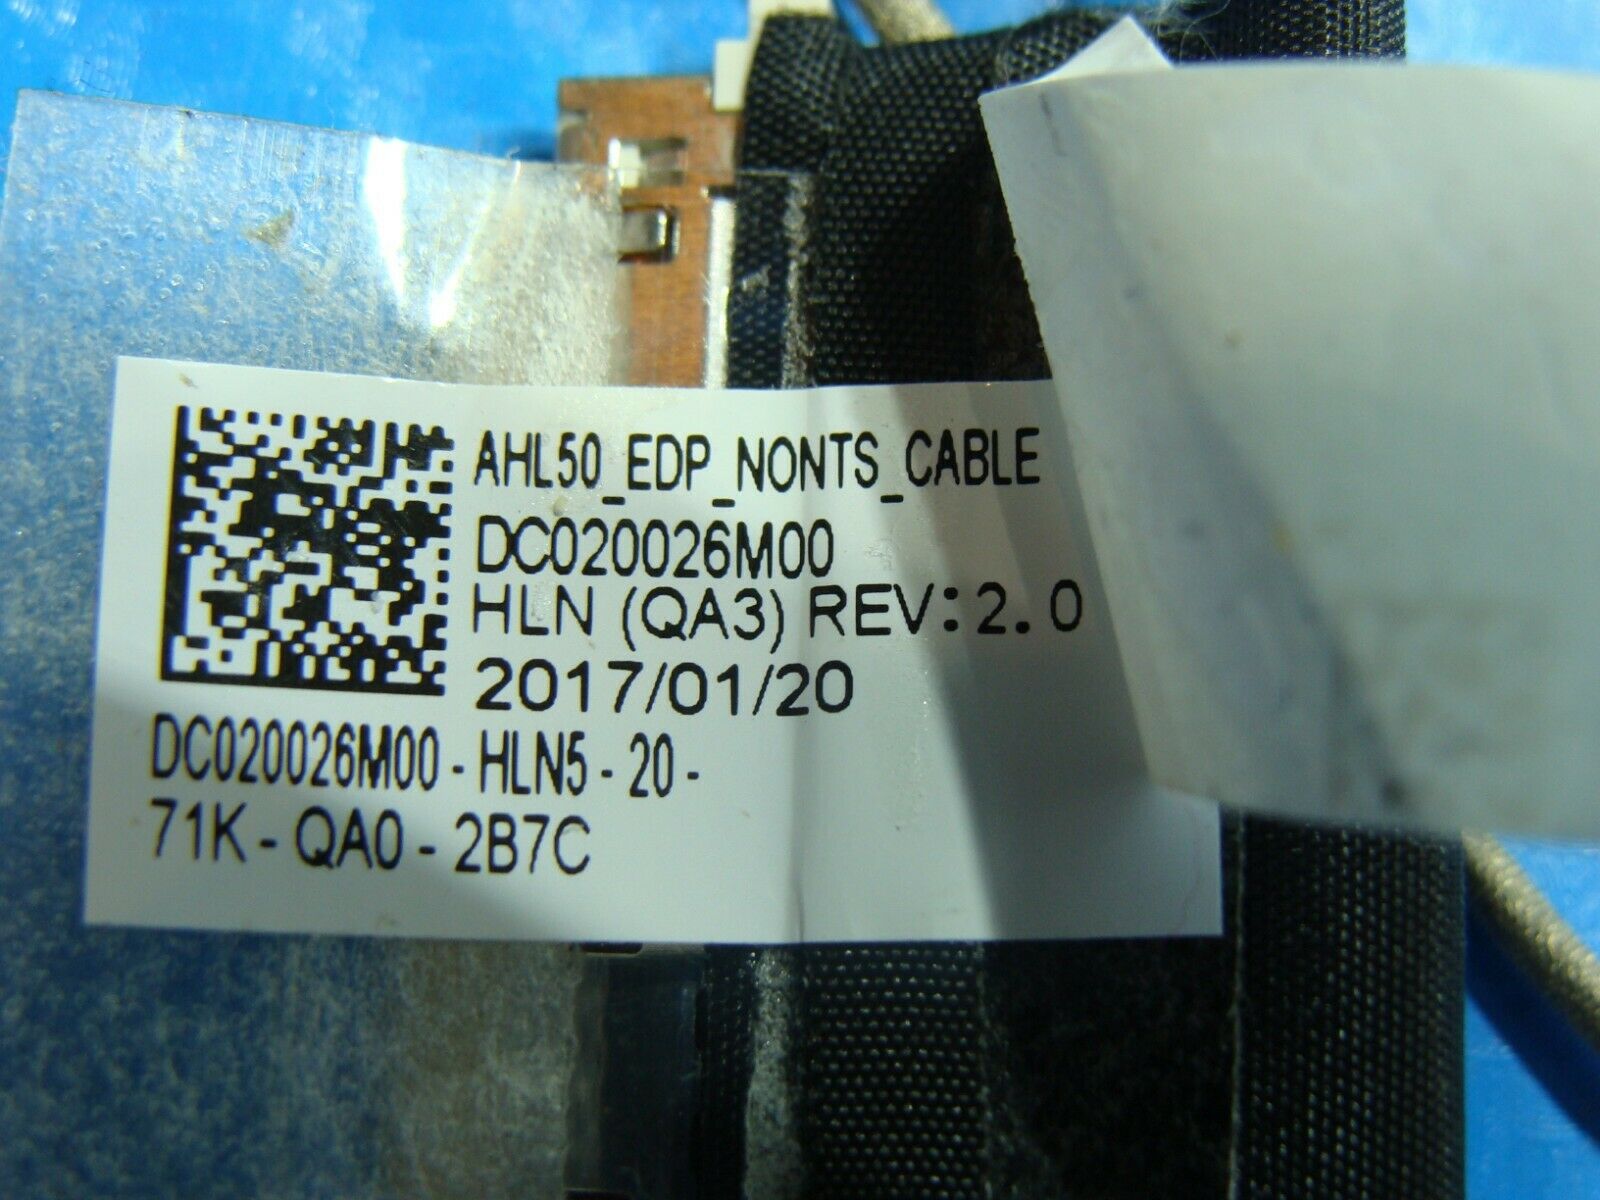 AHL50_EDP_NONTS_CABLE
DC020026M00
HLN (QA3) REV:2.0
2017/01/20
DC020026M00-HLN5-20-
71K-QA0-2B7C